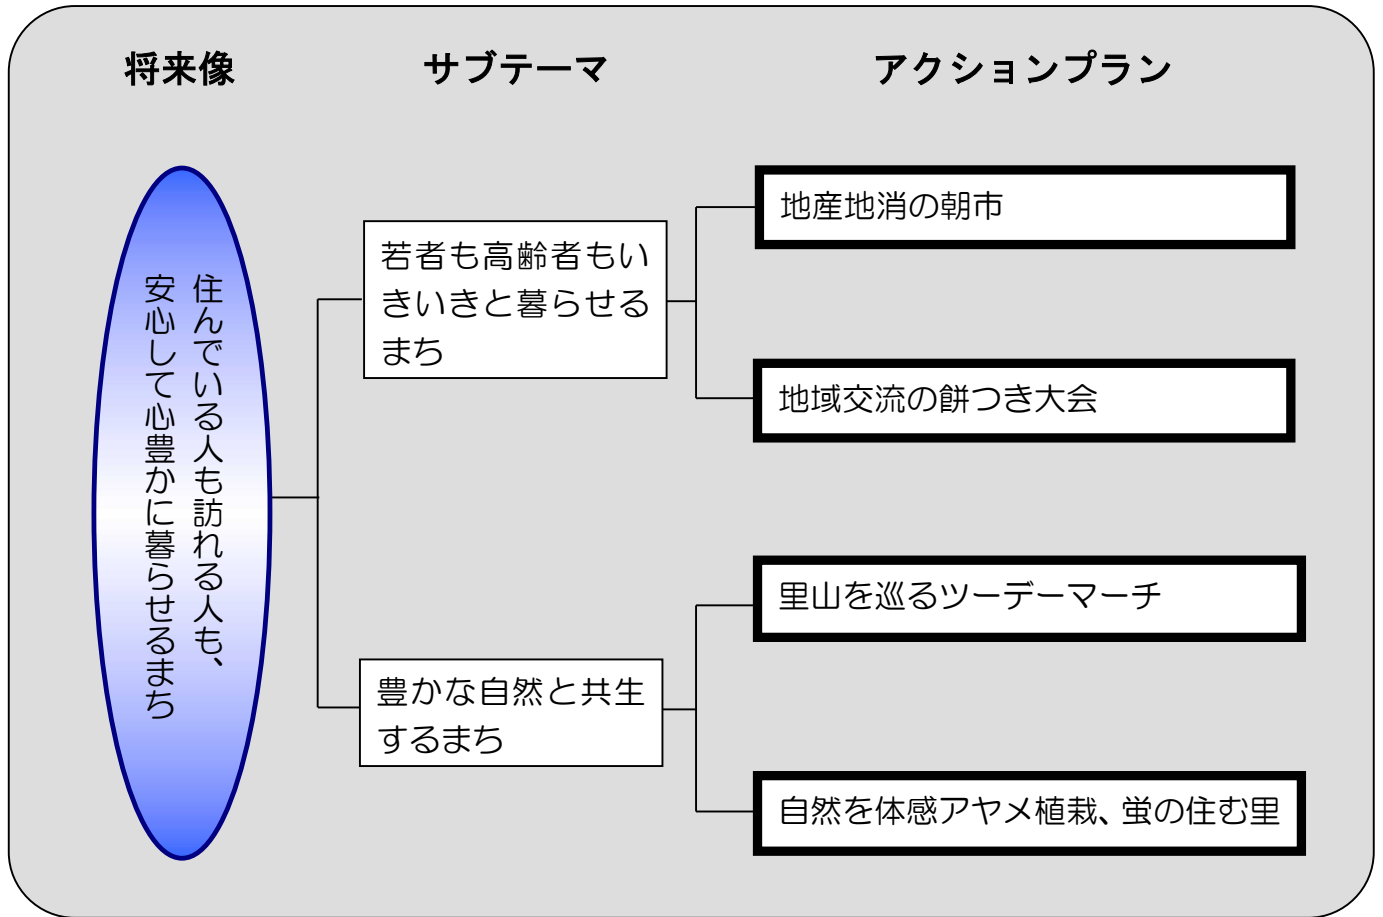 将来像
サブテーマ
アクションプラン
住んでいる人も訪れる人も、
安心して心豊かに暮らせるまち
若者も高齢者もい
きいきと暮らせる
まち
地産地消の朝市
地域交流の餅つき大会
豊かな自然と共生
するまち
里山を巡るツーデーマーチ
自然を体感アヤメ植栽、蛍の住む里